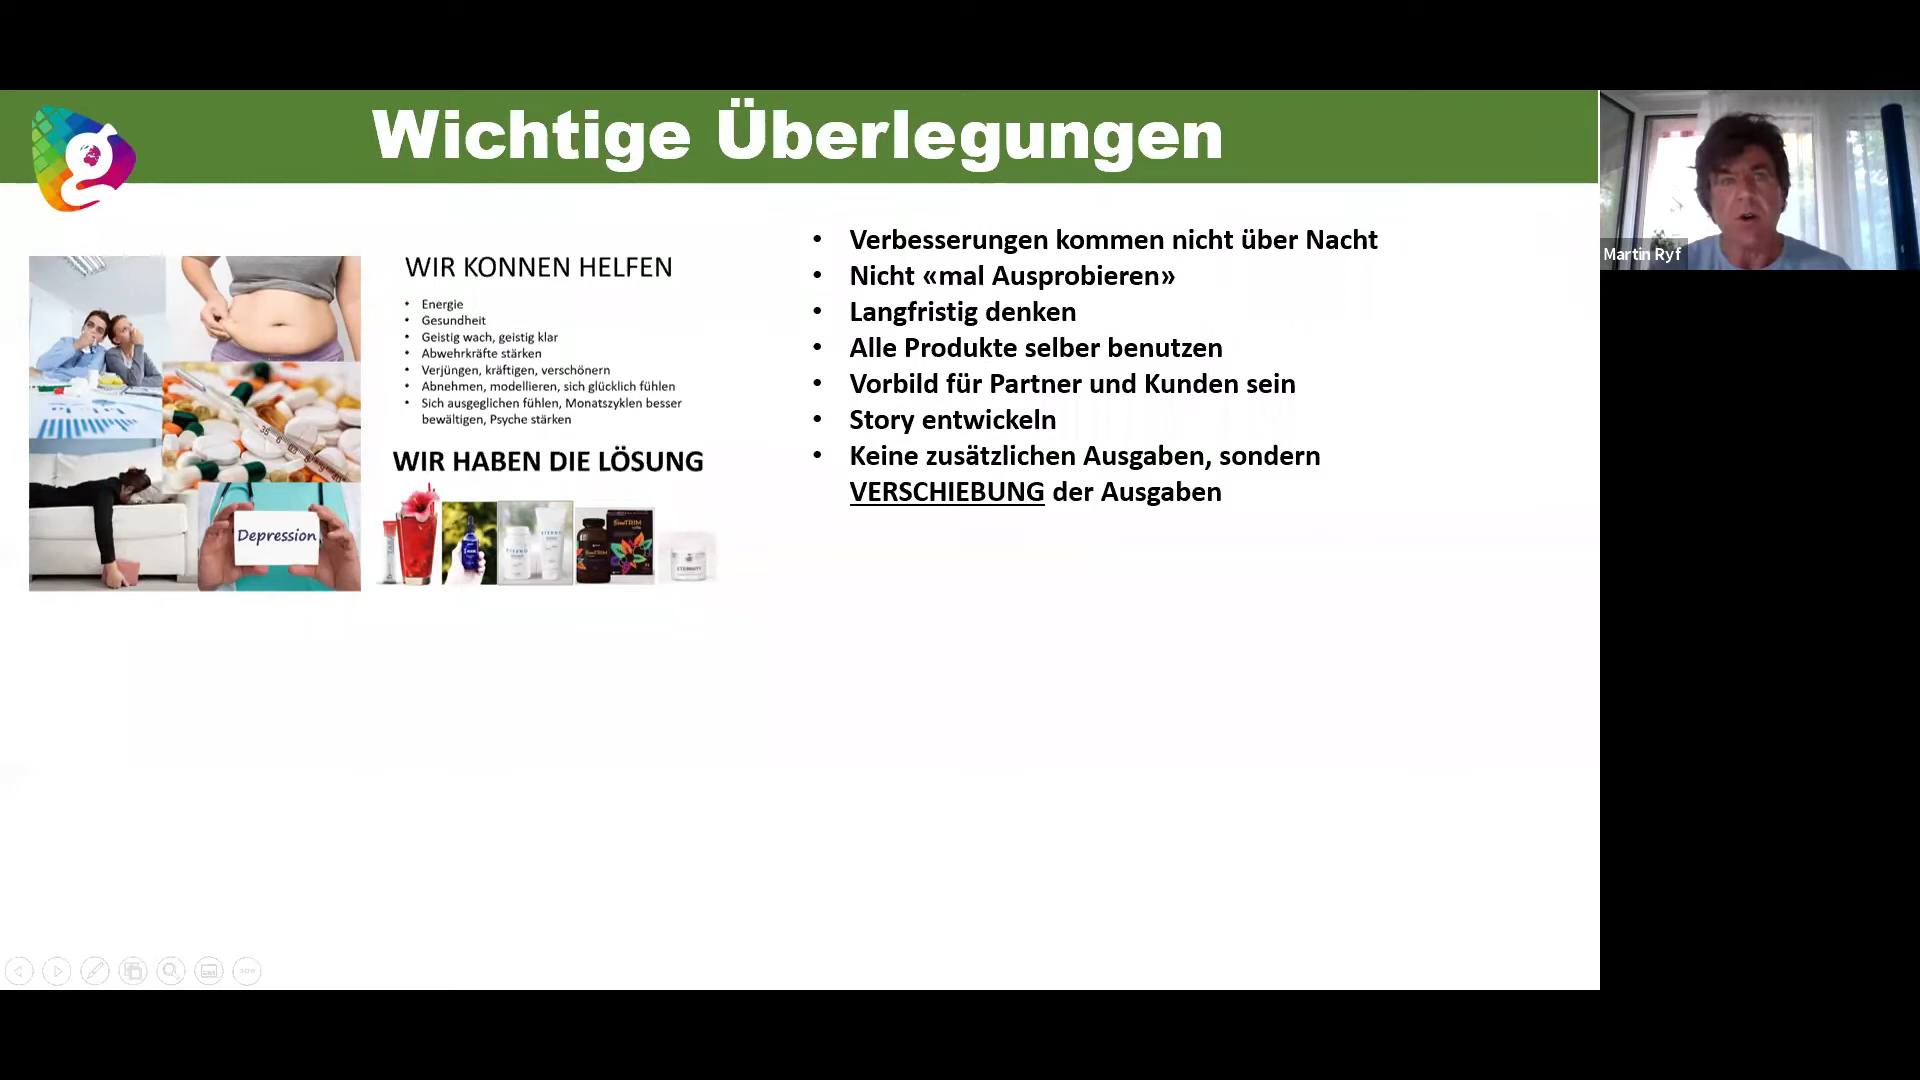 Wichtige Überlegungen
Martin Ryf
WIR KONNEN HELFEN
• Energie
• Gesundheit
• Geistig wach, geistig klar
• Abwehrkräfte stärken
• Verjüngen, kräftigen, verschönern
• Abnehmen, modellieren, sich glücklich fühlen
• Sich ausgeglichen fühlen, Monatszyklen besser
bewältigen, Psyche stärken
WIR HABEN DIE LÖSUNG
Depression
ETERNITY
• Verbesserungen kommen nicht über Nacht
• Nicht «mal Ausprobieren»
• Langfristig denken
• Alle Produkte selber benutzen
• Vorbild für Partner und Kunden sein
• Story entwickeln
• Keine zusätzlichen Ausgaben, sondern
VERSCHIEBUNG der Ausgaben